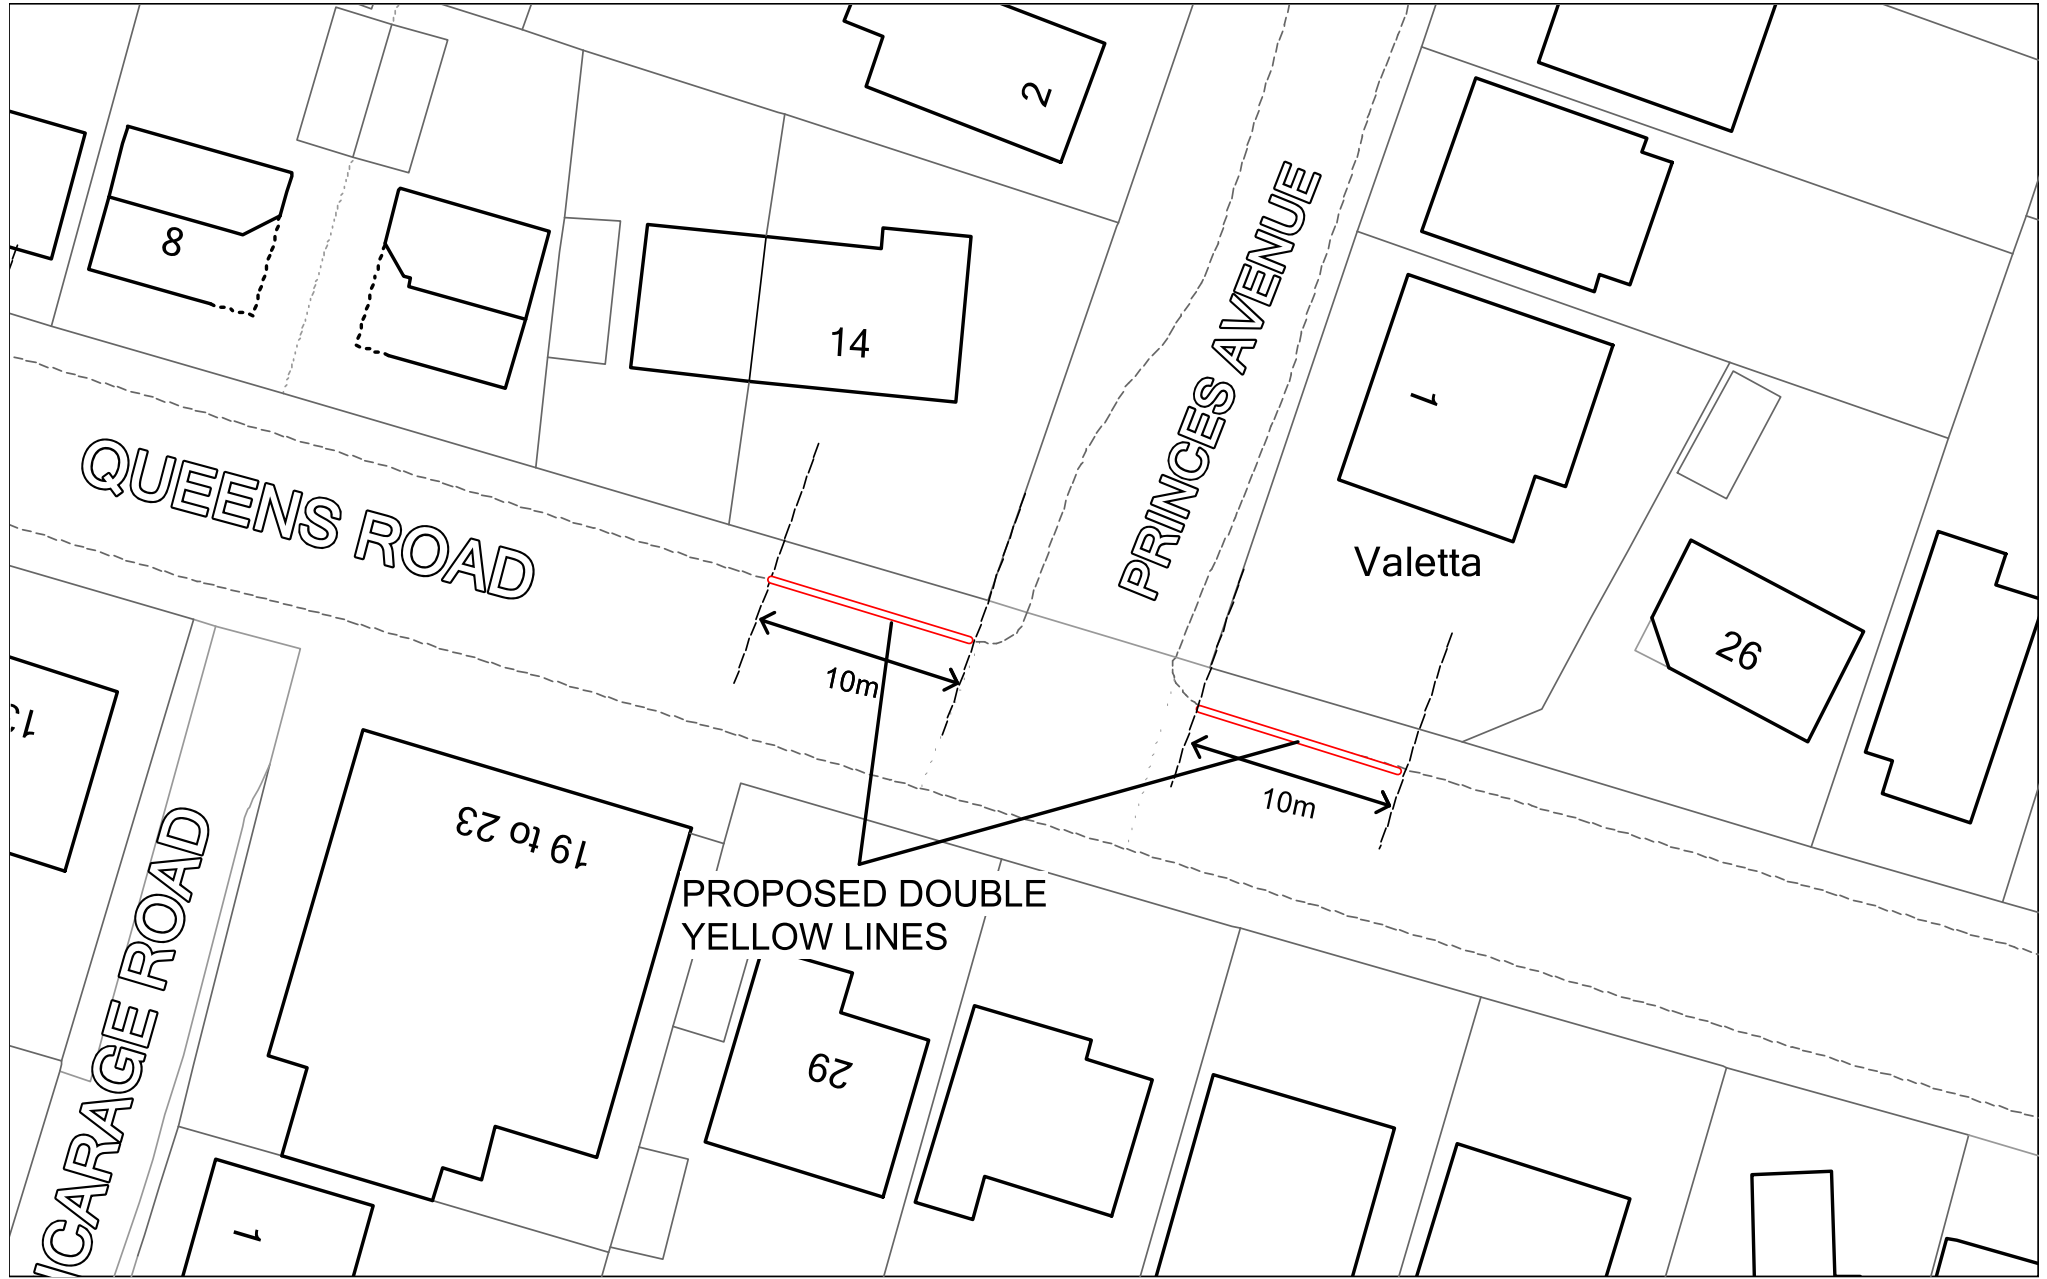 2
8
14
PRINCES AVENUE
1
QUEENS ROAD
Valetta
26
10m
10m
19 to 23
PROPOSED DOUBLE
YELLOW LINES
ICARAGE ROAD
29
1